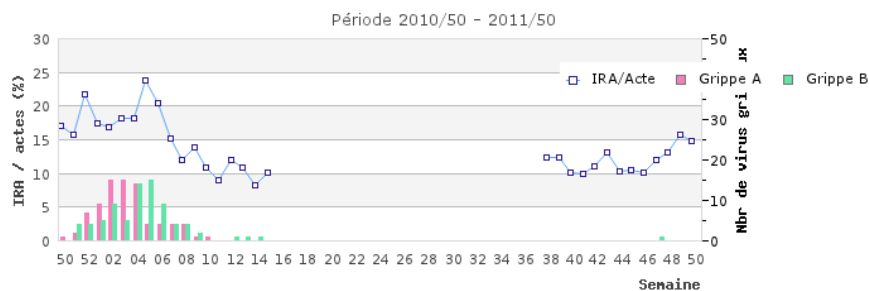 Période 2010/50 - 2011/50
IRA/Acte Grippe A Grippe B
IRA / actes (%)
30
25
20
15
10
5
0
50
30
20
10
0
Nbr de virus gri ux
50 52 02 04 06 08 10 12 14 16 18 20 22 24 26 28 30 32 34 36 38 40 42 44 46 48 50
Semaine